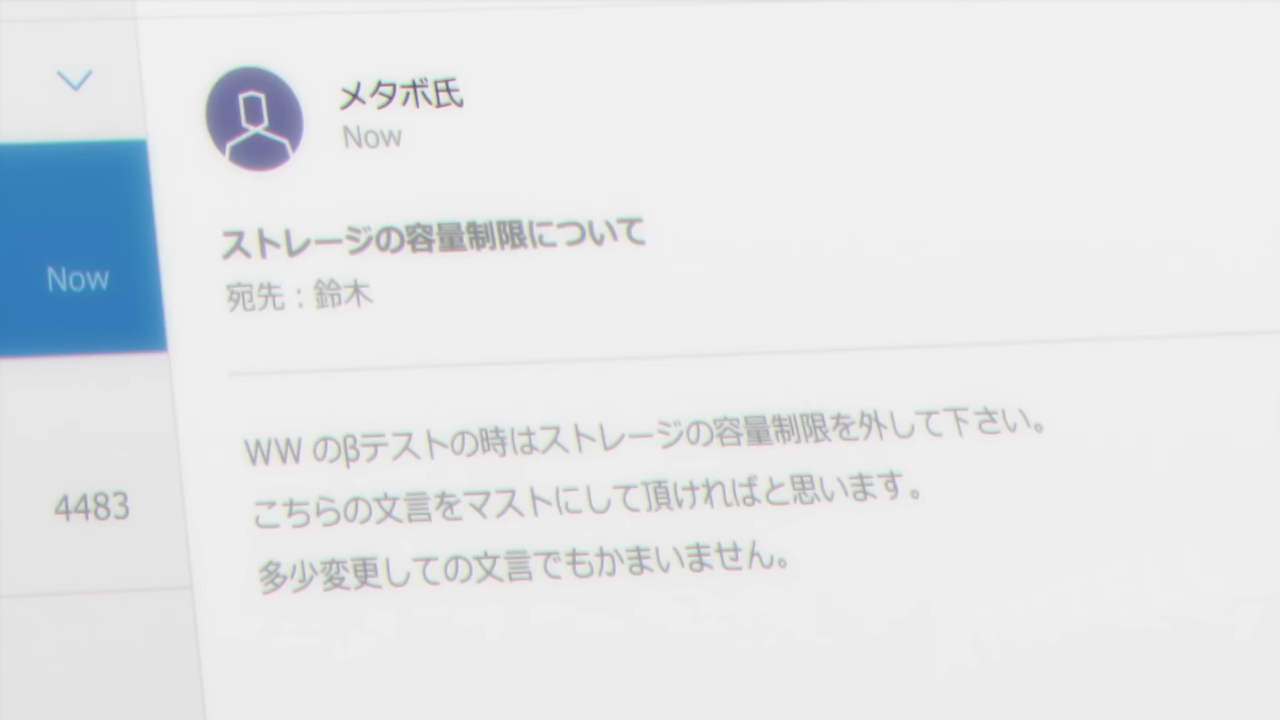 メタボ氏
Now
ストレージの容量制限について
宛先：鈴木
Now
WW のβテストの時はストレージの容量制限を外して下さい。
こちらの文言をマストにして頂ければと思います。
4483
多少変更しての文言でもかまいません。